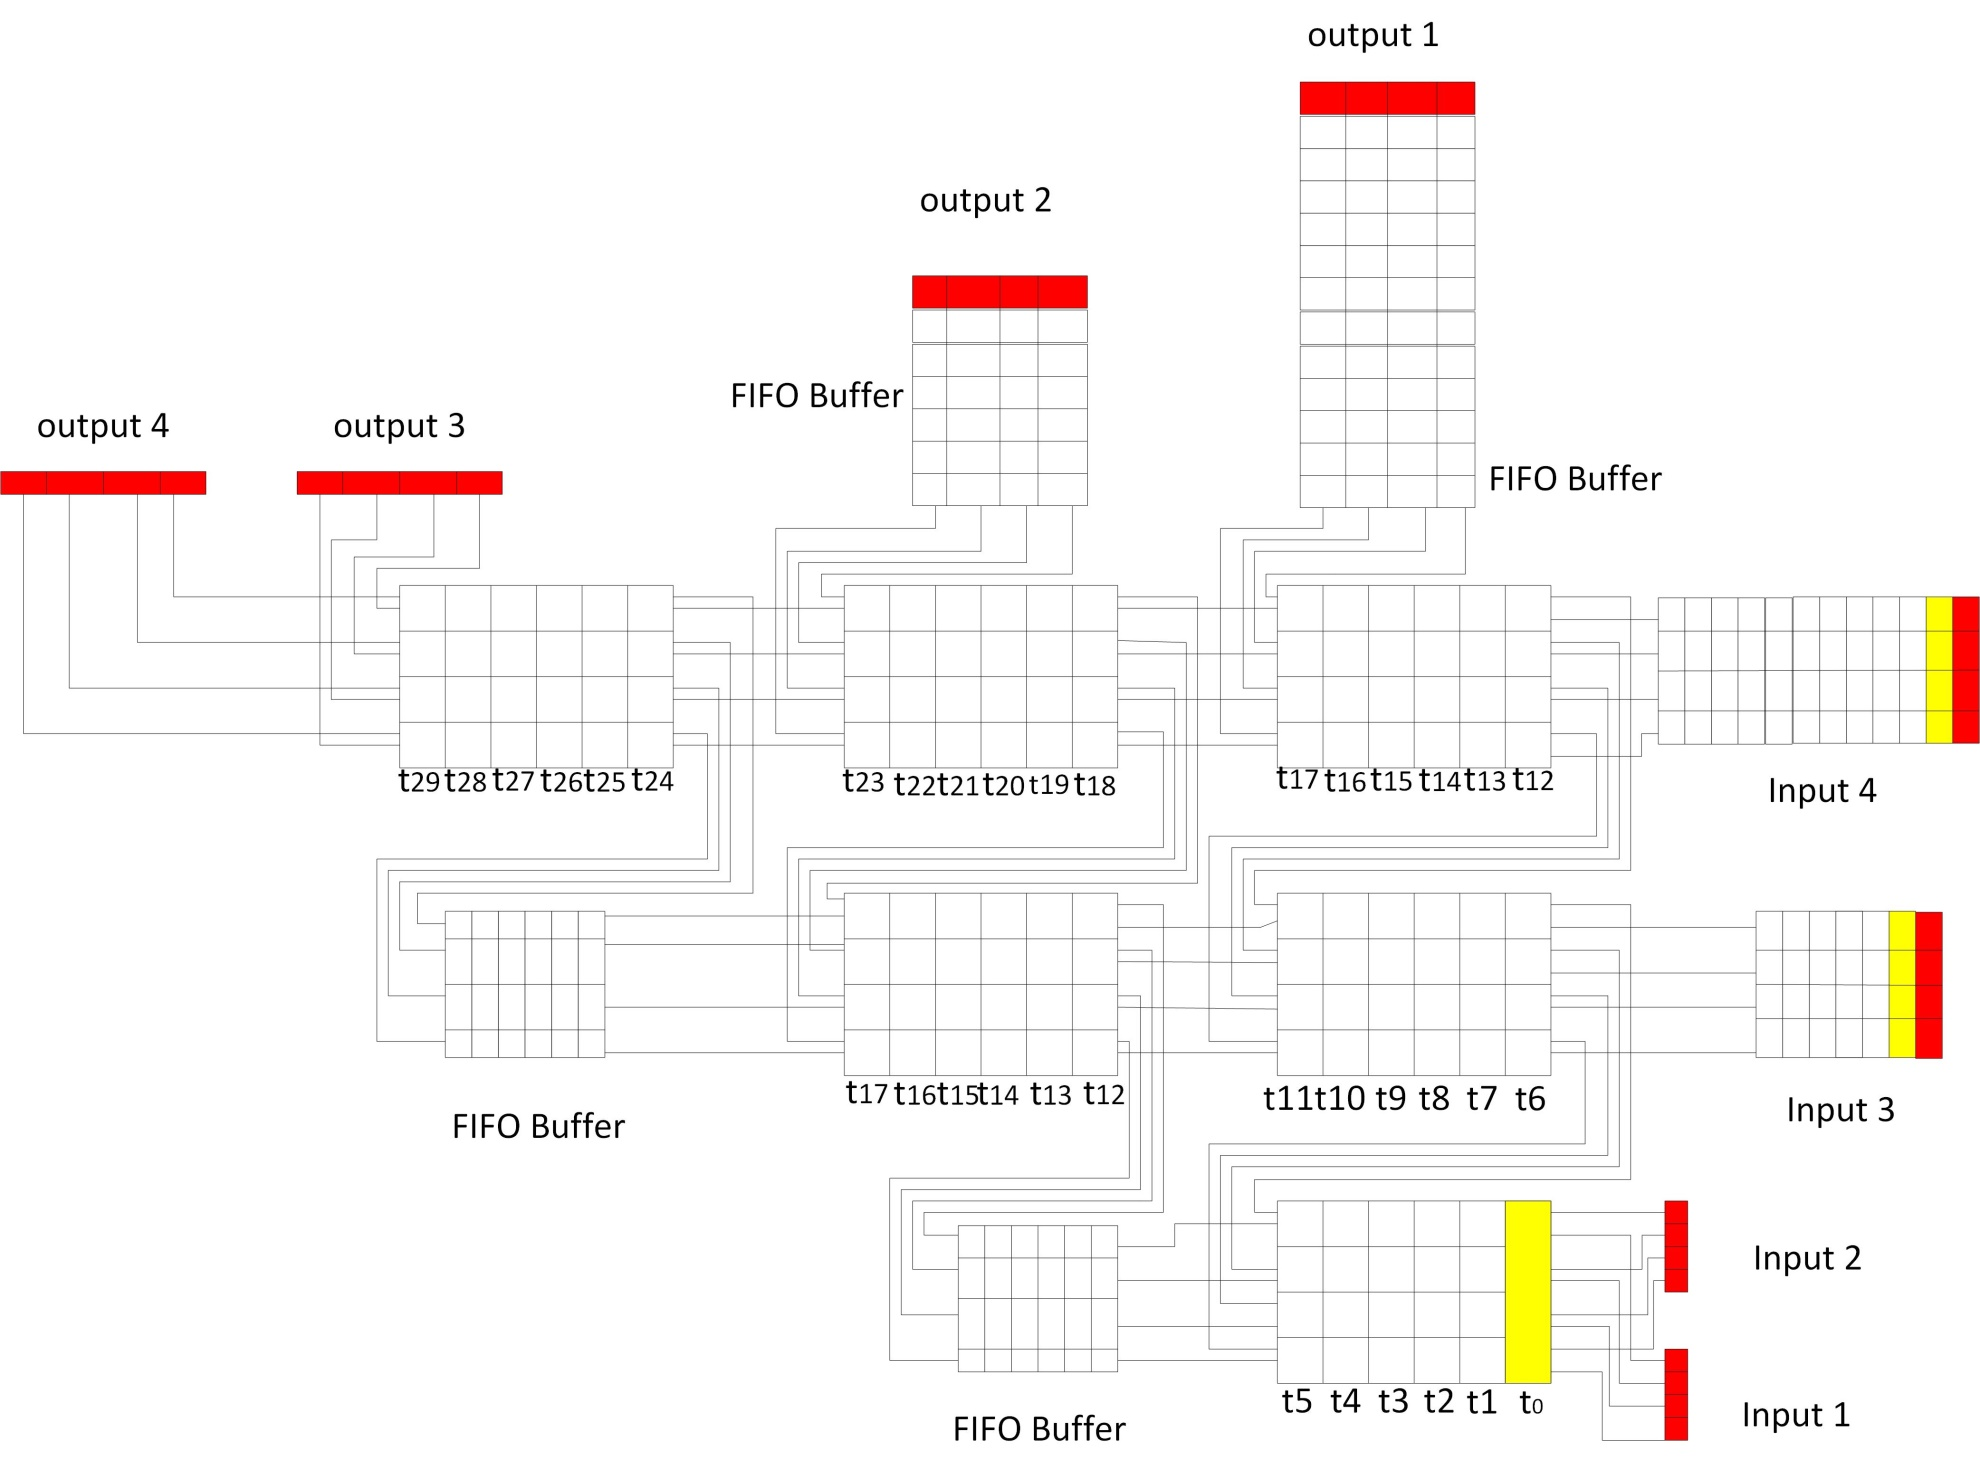 output 1
output 2
FIFO Buffer
output 4
output 3
FIFO Buffer
t29 t28 t27 t26 t25 t24
t23 t22 t21 t20 t19 t18
t17 t16 t15 t14 t13 t12
Input 4
t17 t16 t15 t14 t13 t12
t11 t10 t9 t8 t7 t6
Input 3
FIFO Buffer
Input 2
t5 t4 t3 t2 t1 t0
Input 1
FIFO Buffer